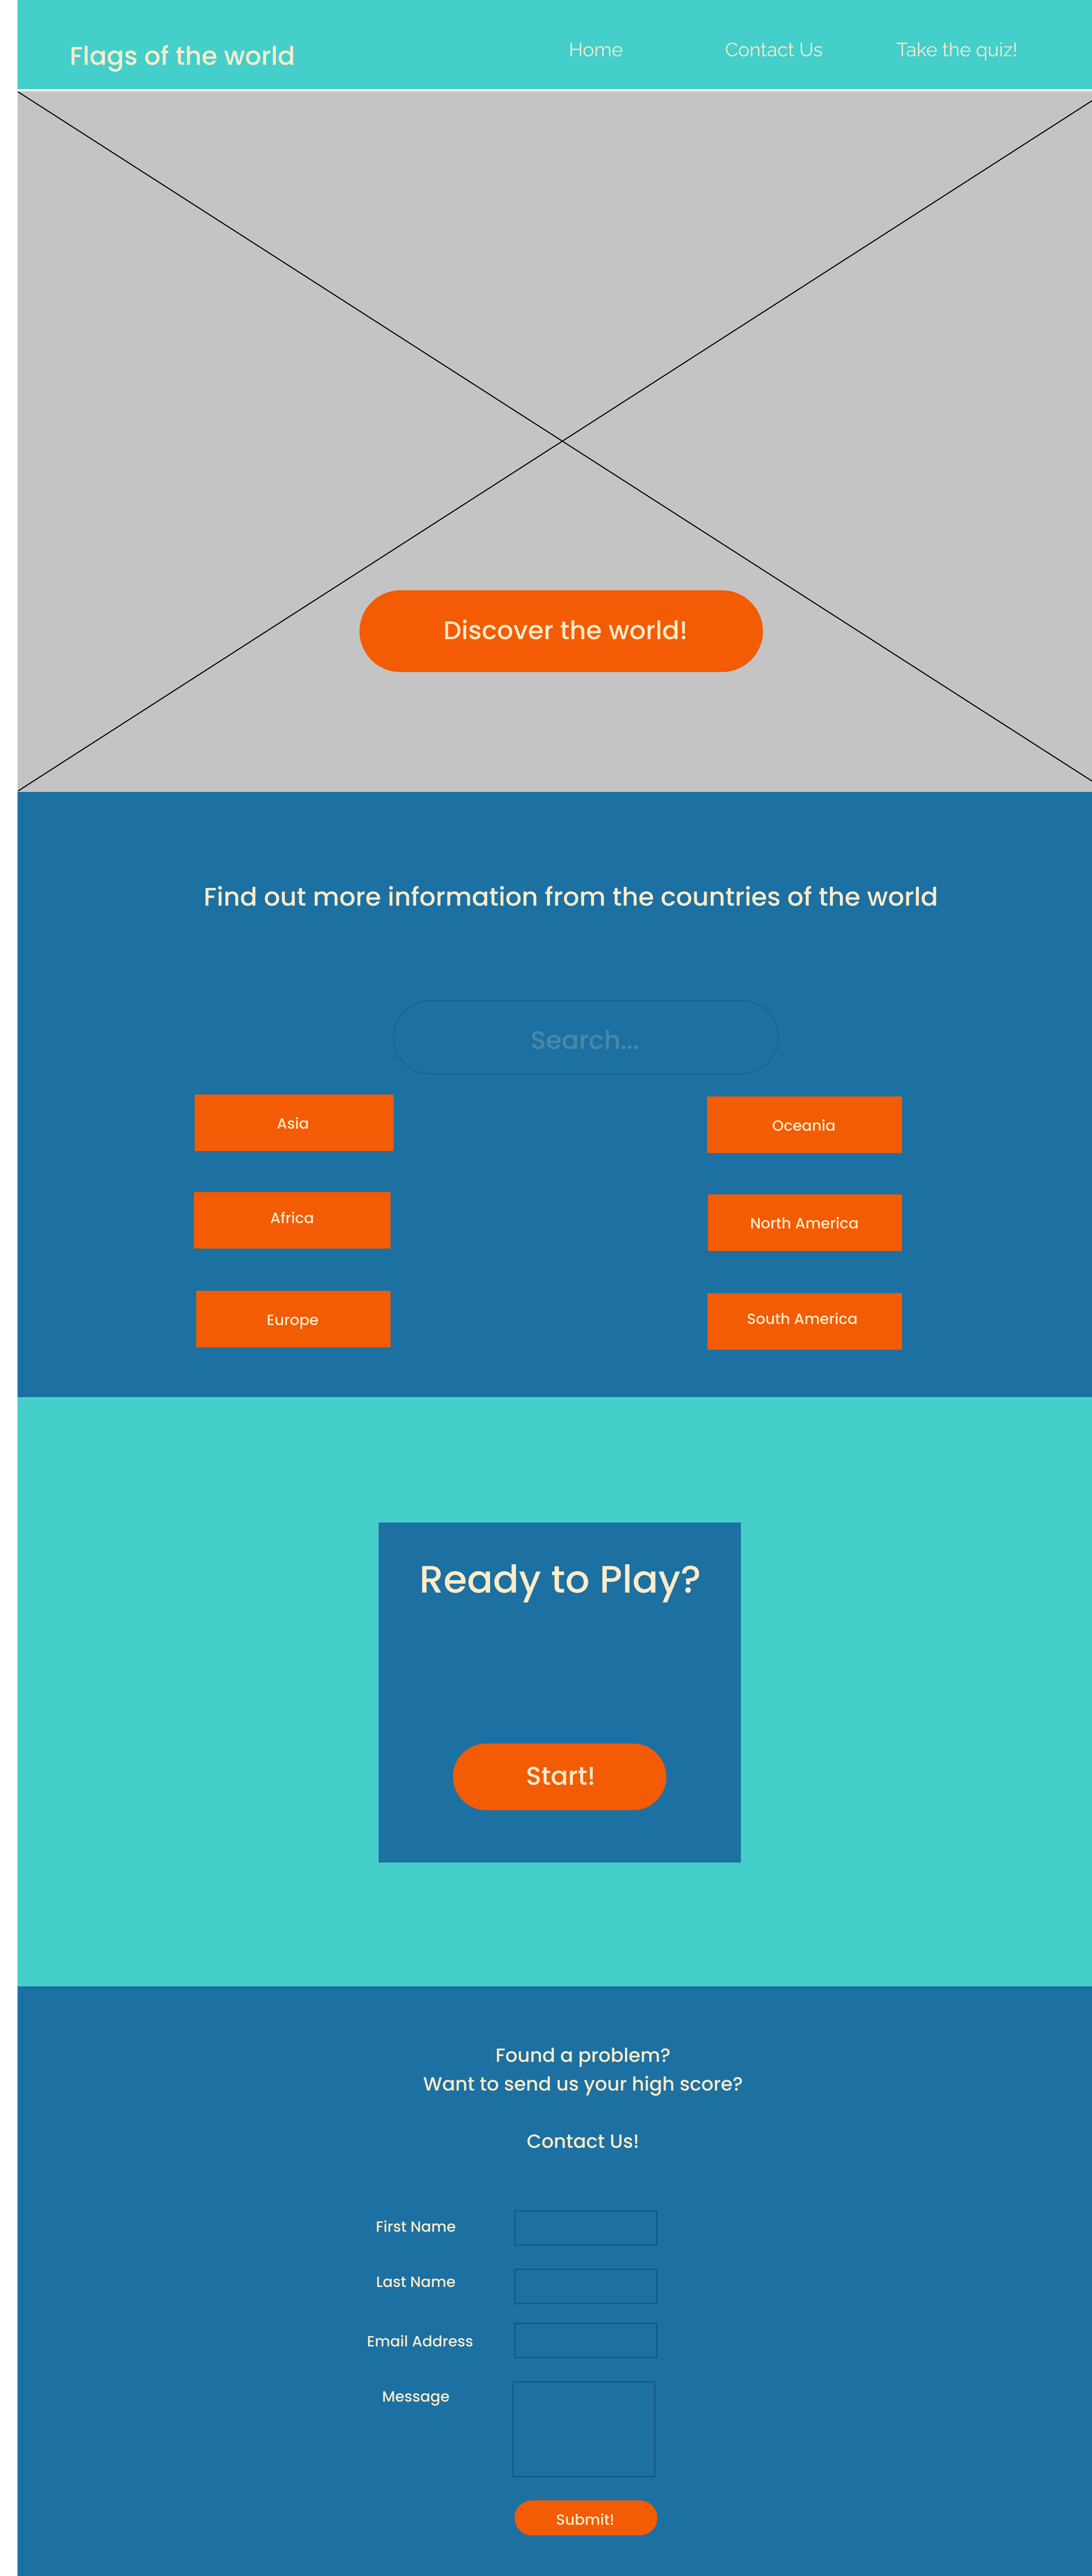 Flags of the world
Home
Contact Us
Take the quiz!
Discover the world!
Find out more information from the countries of the world
Search...
Asia
Oceania
Africa
North America
Europe
South America
Ready to Play?
Start!
Found a problem?
Want to send us your high score?
Contact Us!
First Name
Last Name
Email Address
Message
Submit!